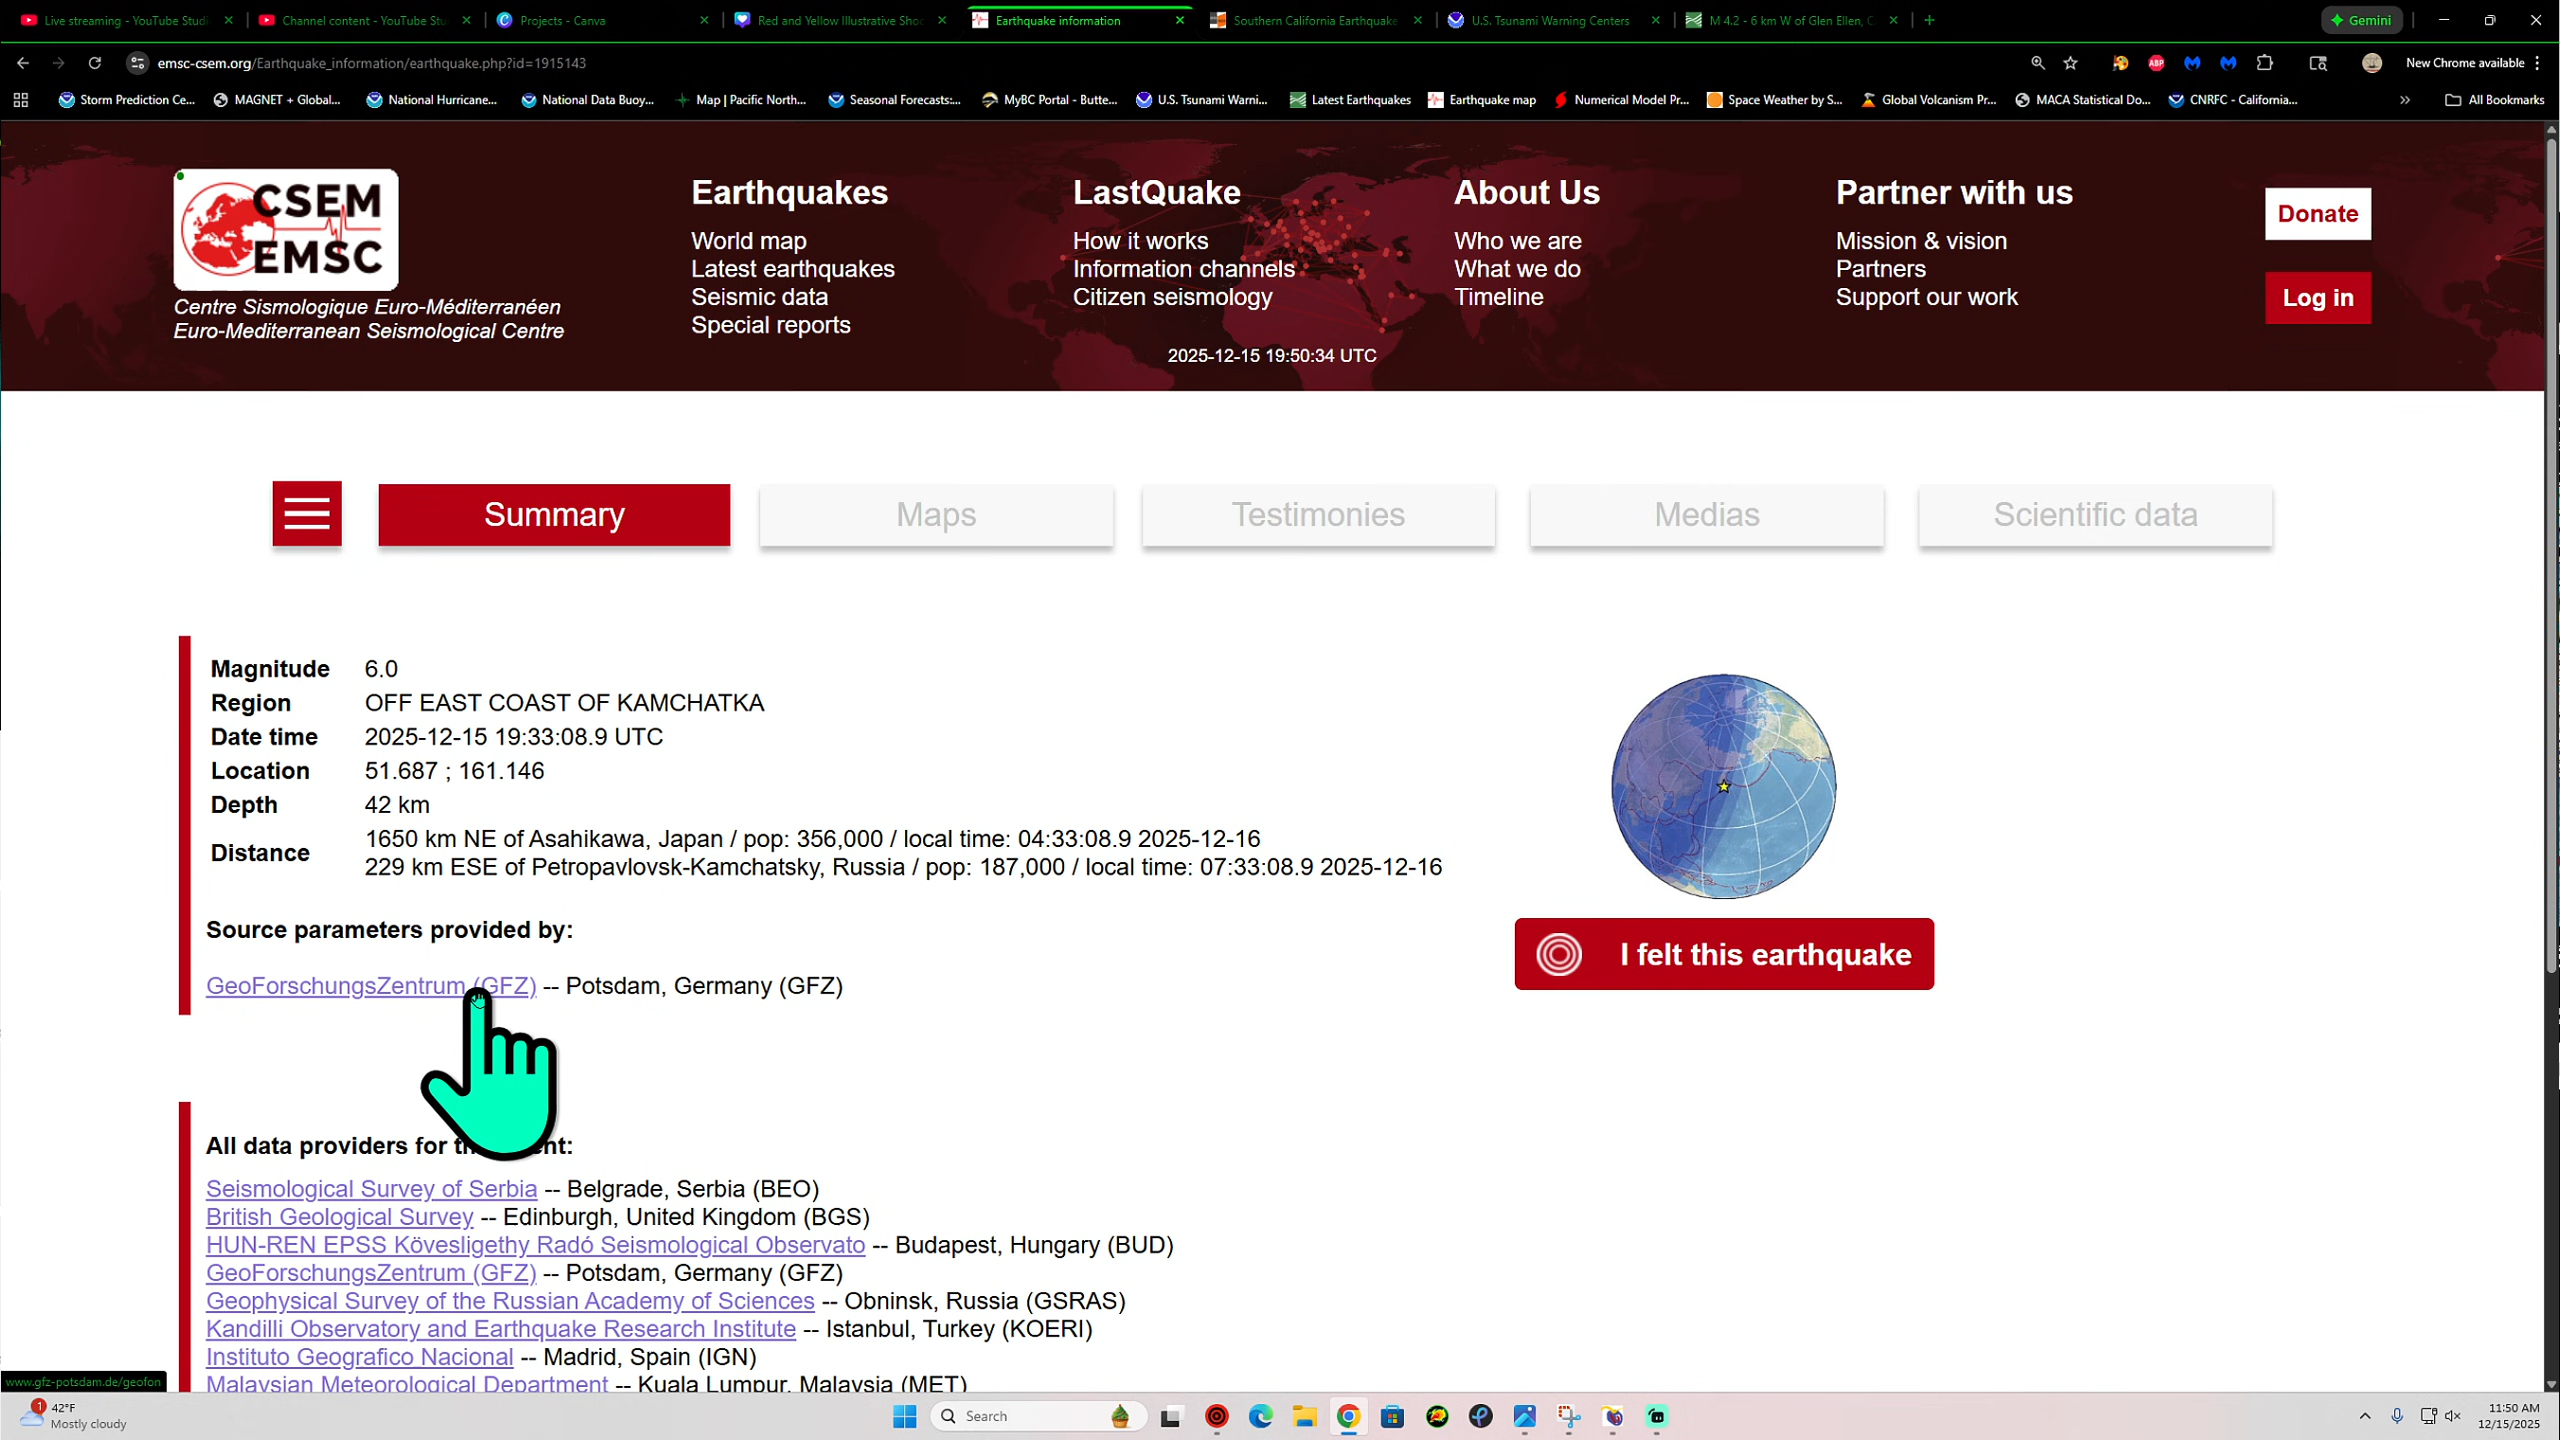 Live streaming - YouTube Studi
Channel content - YouTube Stu
Projects - Canva
Red and Yellow Illustrative Shoc
Earthquake information
Southern California Earthquake
U.S. Tsunami Warning Centers
M 4.2 - 6 km W of Glen Ellen, C
Gemini
emsc-csem.org/Earthquake_information/earthquake.php?id=1915143
ABP
New Chrome available
Storm Prediction Ce...
MAGNET + Global...
National Hurricane...
National Data Buoy...
Map | Pacific North...
Seasonal Forecasts:...
MyBC Portal - Butte...
U.S. Tsunami Warni...
Latest Earthquakes
Earthquake map
Numerical Model Pr...
Space Weather by S...
Global Volcanism Pr...
MACA Statistical Do...
CNRFC - California...
All Bookmarks
CSEM
EMSC
Centre Sismologique Euro-Méditerranéen
Euro-Mediterranean Seismological Centre
Earthquakes
World map
Latest earthquakes
Seismic data
Special reports
LastQuake
How it works
Information channels
Citizen seismology
About Us
Who we are
What we do
Timeline
Partner with us
Mission & vision
Partners
Support our work
Donate
Log in
2025-12-15 19:50:34 UTC
Summary
Maps
Testimonies
Medias
Scientific data
Magnitude 6.0
Region OFF EAST COAST OF KAMCHATKA
Date time 2025-12-15 19:33:08.9 UTC
Location 51.687 ; 161.146
Depth 42 km
Distance 1650 km NE of Asahikawa, Japan / pop: 356,000 / local time: 04:33:08.9 2025-12-16
229 km ESE of Petropavlovsk-Kamchatsky, Russia / pop: 187,000 / local time: 07:33:08.9 2025-12-16
Source parameters provided by:
GeoForschungsZentrum (GFZ) -- Potsdam, Germany (GFZ)
I felt this earthquake
All data providers for nt:
Seismological Survey of Serbia -- Belgrade, Serbia (BEO)
British Geological Survey -- Edinburgh, United Kingdom (BGS)
HUN-REN EPSS Kövesligethy Radó Seismological Observato -- Budapest, Hungary (BUD)
GeoForschungsZentrum (GFZ) -- Potsdam, Germany (GFZ)
Geophysical Survey of the Russian Academy of Sciences -- Obninsk, Russia (GSRAS)
Kandilli Observatory and Earthquake Research Institute -- Istanbul, Turkey (KOERI)
Instituto Geografico Nacional -- Madrid, Spain (IGN)
Malaysian Meteorological Department -- Kuala Lumpur, Malaysia (MET)
www.gfz-potsdam.de/geofon
1
42°F
Mostly cloudy
Search
11:50 AM
12/15/2025